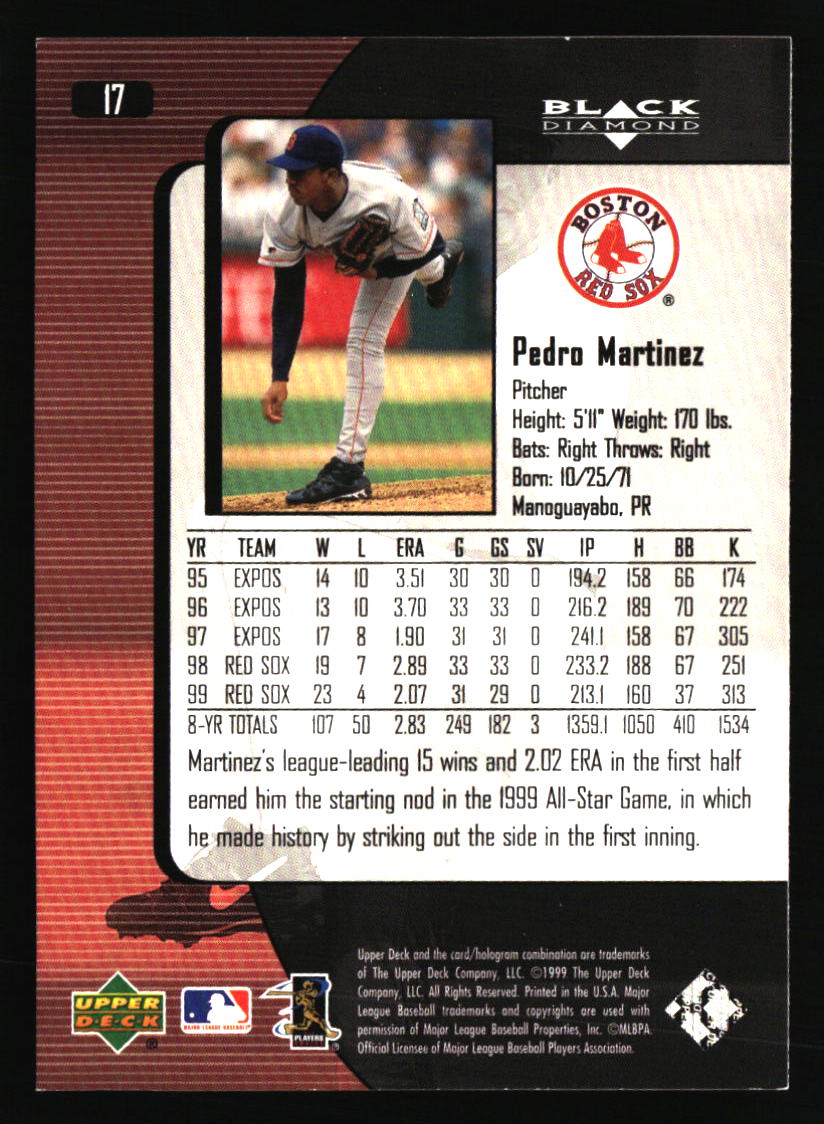 17
BLACK
DIAMOND
BOSTON
RED SOX
®
Pedro Martinez
Pitcher
Height: 5'11" Weight: 170 lbs.
Bats: Right Throws: Right
Born: 10/25/71
Manoguayabo, PR
YR TEAM W L ERA G GS SV IP H BB K
95 EXPOS 14 10 3.51 30 30 0 194.2 158 66 174
96 EXPOS 13 10 3.70 33 33 0 216.2 189 70 222
97 EXPOS 17 8 1.90 31 31 0 241.1 158 67 305
98 RED SOX 19 7 2.89 33 33 0 233.2 188 67 251
99 RED SOX 23 4 2.07 31 29 0 213.1 160 37 313
8-YR TOTALS 107 50 2.83 249 182 3 1359.1 1050 410 1534
Martinez's league-leading 15 wins and 2.02 ERA in the first half
earned him the starting nod in the 1999 All-Star Game, in which
he made history by striking out the side in the first inning.
Upper Deck and the card/hologram combination are trademarks
of The Upper Deck Company, LLC. ©1999 The Upper Deck
Company, LLC. All Rights Reserved. Printed in the U.S.A. Major
League Baseball trademarks and copyrights are used with
permission of Major League Baseball Properties, Inc. ©MLBPA
Official Licensee of Major League Baseball Players Association.
UPPER
D·E·C·K
®
MAJOR LEAGUE BASEBALL
PLAYERS